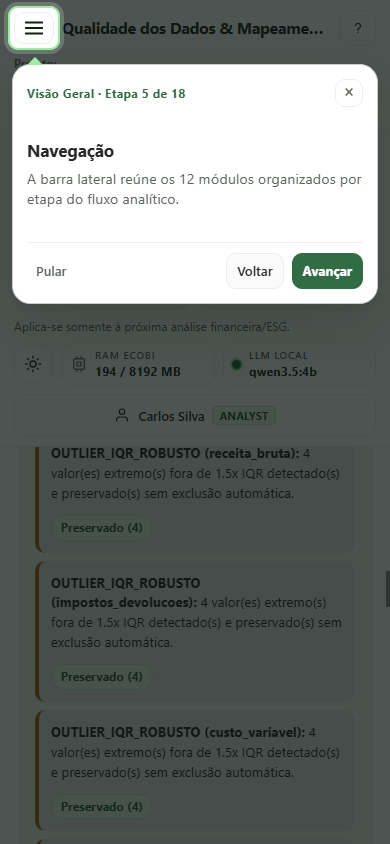 Qualidade dos Dados & Mapeame...
?
Visão Geral · Etapa 5 de 18
×
Navegação
A barra lateral reúne os 12 módulos organizados por
etapa do fluxo analítico.
Pular
Voltar
Avançar
Aplica-se somente à próxima análise financeira/ESG.
RAM ECOBI
194 / 8192 MB
LLM LOCAL
qwen3.5:4b
Carlos Silva
ANALYST
OUTLIER_IQR_ROBUSTO (receita_bruta): 4
valor(es) extremo(s) fora de 1.5x IQR detectado(s)
e preservado(s) sem exclusão automática.
Preservado (4)
OUTLIER_IQR_ROBUSTO
(impostos_devolucoes): 4 valor(es) extremo(s)
fora de 1.5x IQR detectado(s) e preservado(s) sem
exclusão automática.
Preservado (4)
OUTLIER_IQR_ROBUSTO (custo_variavel): 4
valor(es) extremo(s) fora de 1.5x IQR detectado(s)
e preservado(s) sem exclusão automática.
Preservado (4)